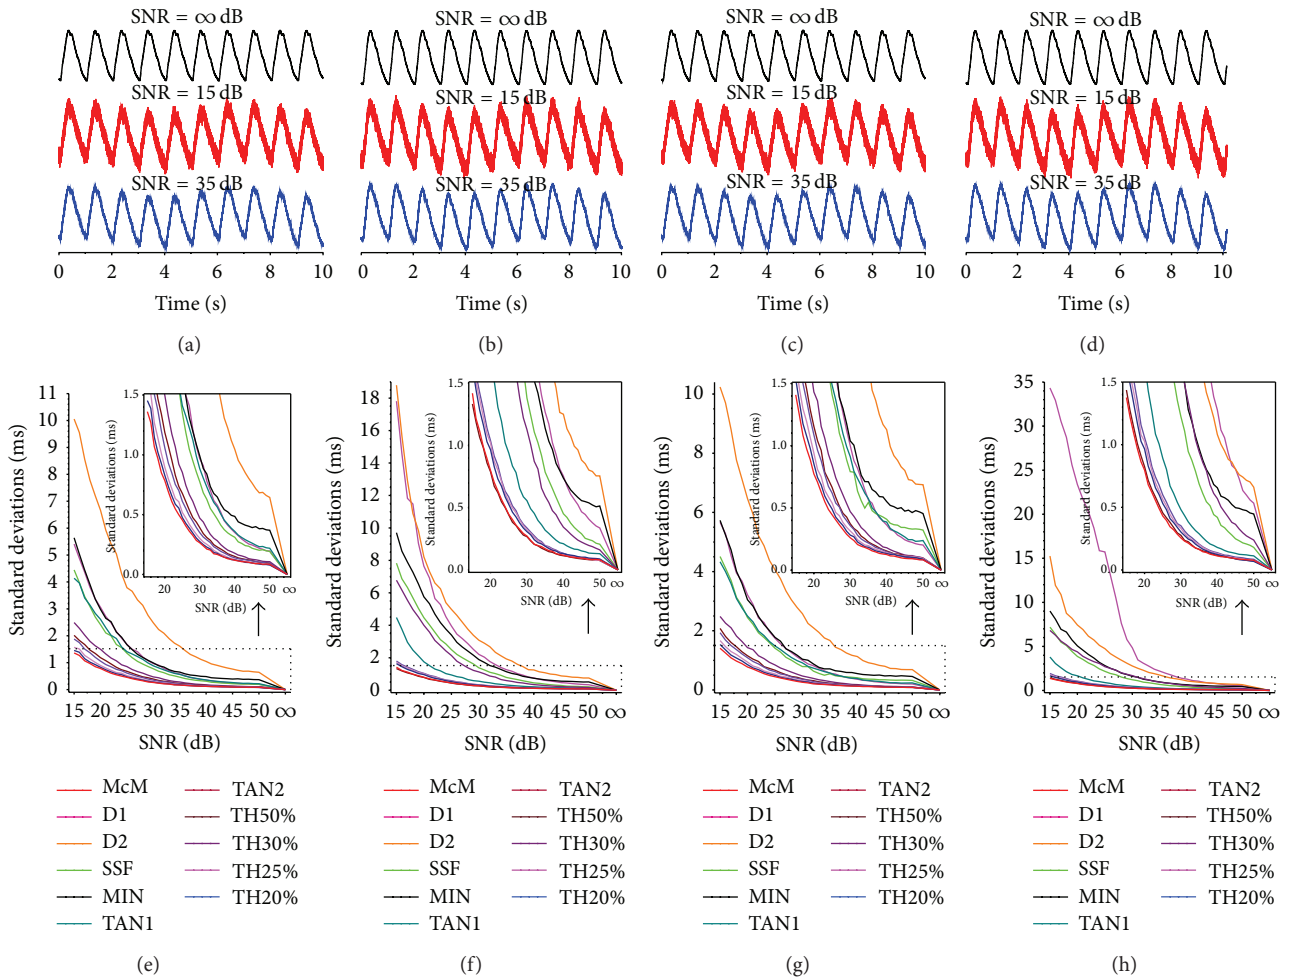 SNR = ∞ dB
SNR = 15 dB
SNR = 35 dB
0 2 4 6 8 10
Time (s)
(a)
SNR = ∞ dB
SNR = 15 dB
SNR = 35 dB
0 2 4 6 8 10
Time (s)
(b)
SNR = ∞ dB
SNR = 15 dB
SNR = 35 dB
0 2 4 6 8 10
Time (s)
(c)
SNR = ∞ dB
SNR = 15 dB
SNR = 35 dB
0 2 4 6 8 10
Time (s)
(d)
Standard deviations (ms)
11
10
9
8
7
6
5
4
3
2
1
0
15 20 25 30 35 40 45 50 ∞
SNR (dB)
Standard deviations (ms)
1.5
1.0
0.5
0.0
20 30 40 50 ∞
SNR (dB)
McM
D1
D2
SSF
MIN
TAN1
TAN2
TH50%
TH30%
TH25%
TH20%
(e)
Standard deviations (ms)
18
16
14
12
10
8
6
4
2
0
15 20 25 30 35 40 45 50 ∞
SNR (dB)
Standard deviations (ms)
1.5
1.0
0.5
0.0
20 30 40 50 ∞
SNR (dB)
McM
D1
D2
SSF
MIN
TAN1
TAN2
TH50%
TH30%
TH25%
TH20%
(f)
Standard deviations (ms)
10
8
6
4
2
0
15 20 25 30 35 40 45 50 ∞
SNR (dB)
Standard deviations (ms)
1.5
1.0
0.5
0.0
20 30 40 50 ∞
SNR (dB)
McM
D1
D2
SSF
MIN
TAN1
TAN2
TH50%
TH30%
TH25%
TH20%
(g)
Standard deviations (ms)
35
30
25
20
15
10
5
0
15 20 25 30 35 40 45 50 ∞
SNR (dB)
Standard deviations (ms)
1.5
1.0
0.5
0.0
20 30 40 50 ∞
SNR (dB)
McM
D1
D2
SSF
MIN
TAN1
TAN2
TH50%
TH30%
TH25%
TH20%
(h)